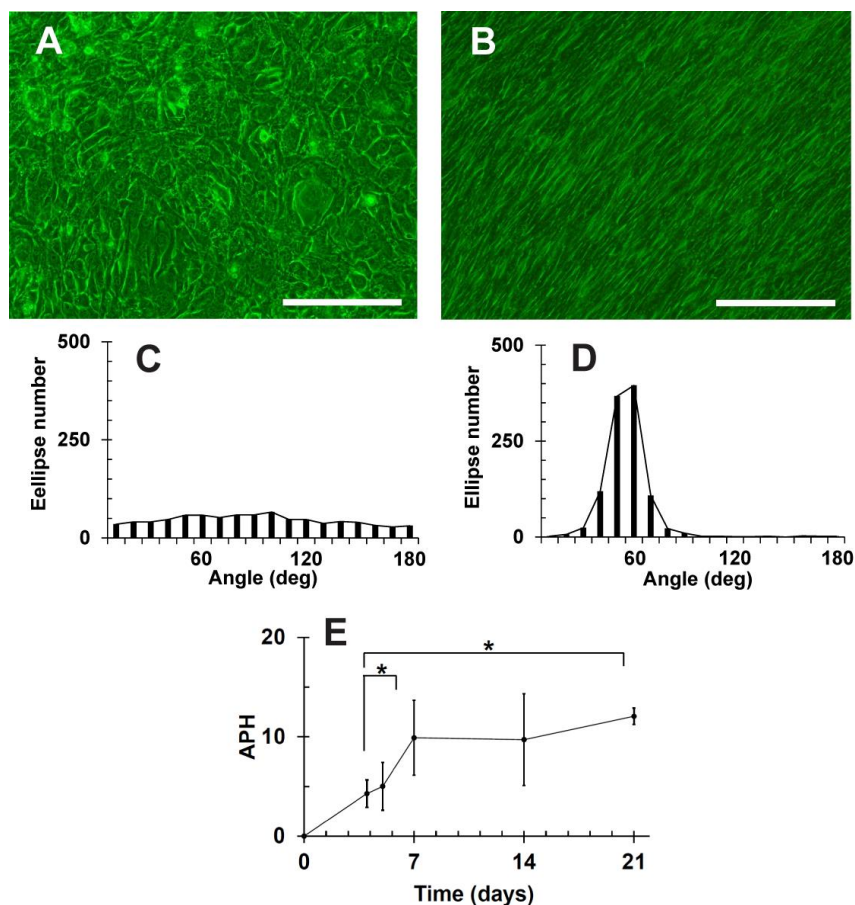 A
B
500
C
250
0
Eellipse number
60
120
180
Angle (deg)
500
D
250
0
Ellipse number
60
120
180
Angle (deg)
20
E
*
*
10
0
APH
0
7
14
21
Time (days)